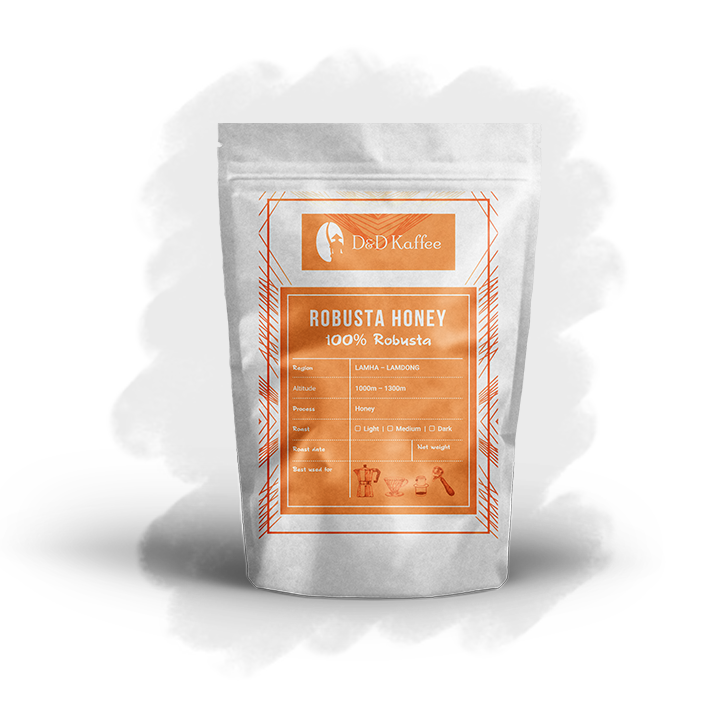 D&D Kaffee
ROBUSTA HONEY
100% Robusta
Region LAMHA – LAMDONG
Altitude 1000m – 1300m
Process Honey
Roast ☐ Light | ☐ Medium | ☐ Dark
Roast date Net weight
Best used for